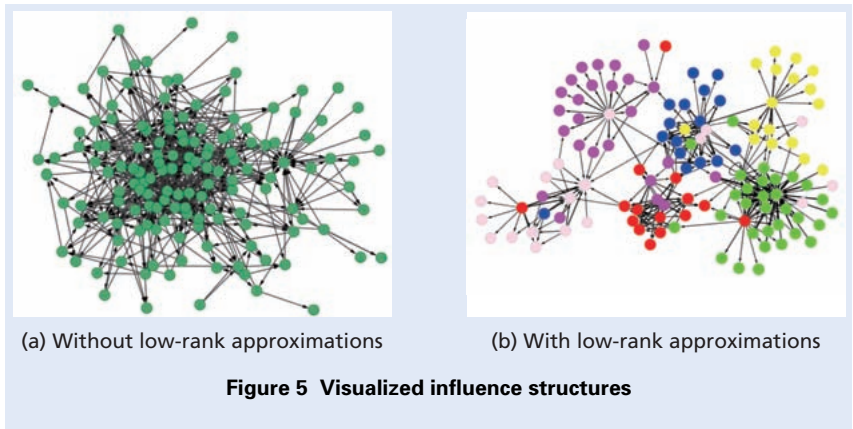 (a) Without low-rank approximations
(b) With low-rank approximations
Figure 5 Visualized influence structures